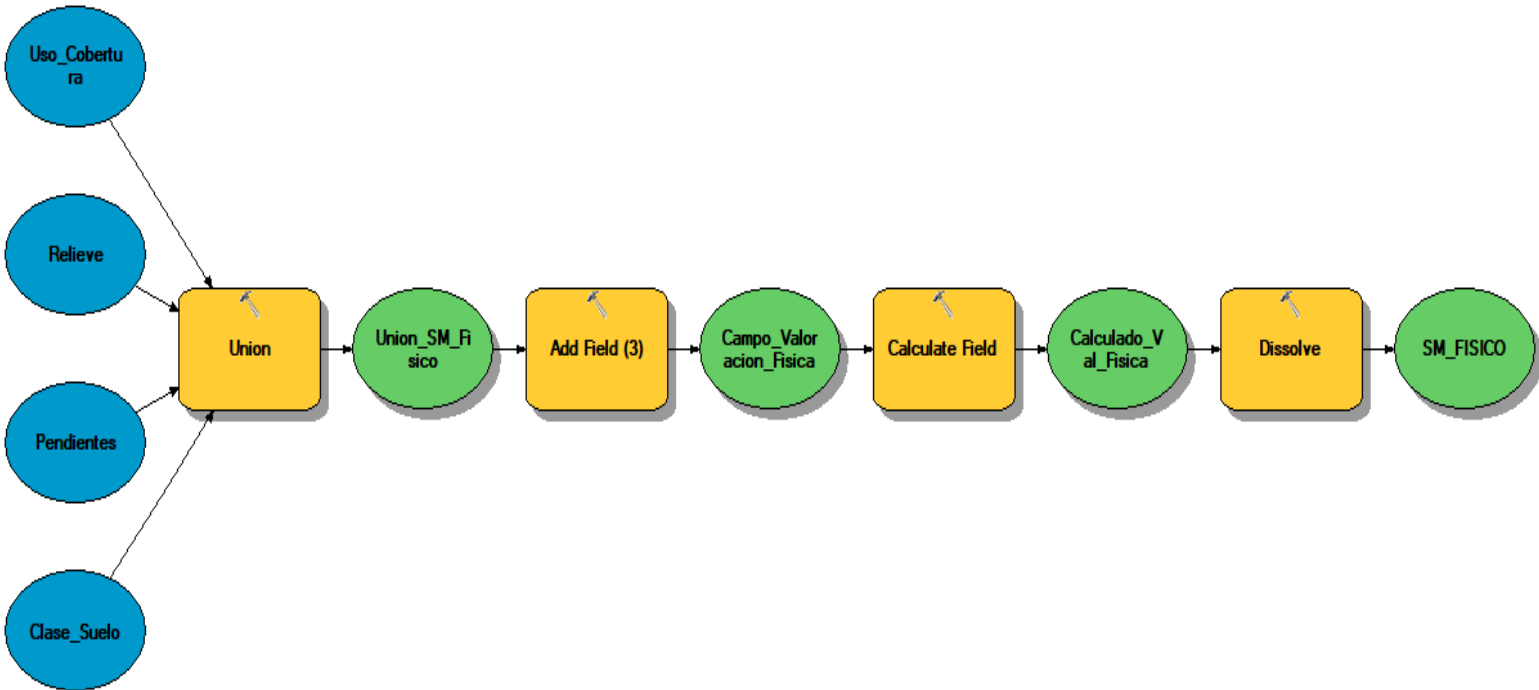 Uso_Cobertu
ra
Relieve
Pendientes
Clase_Suelo
Union
Union_SM_Fi
sico
Add Field (3)
Campo_Valor
acion_Fisica
Calculate Field
Calculado_V
al_Fisica
Dissolve
SM_FISICO